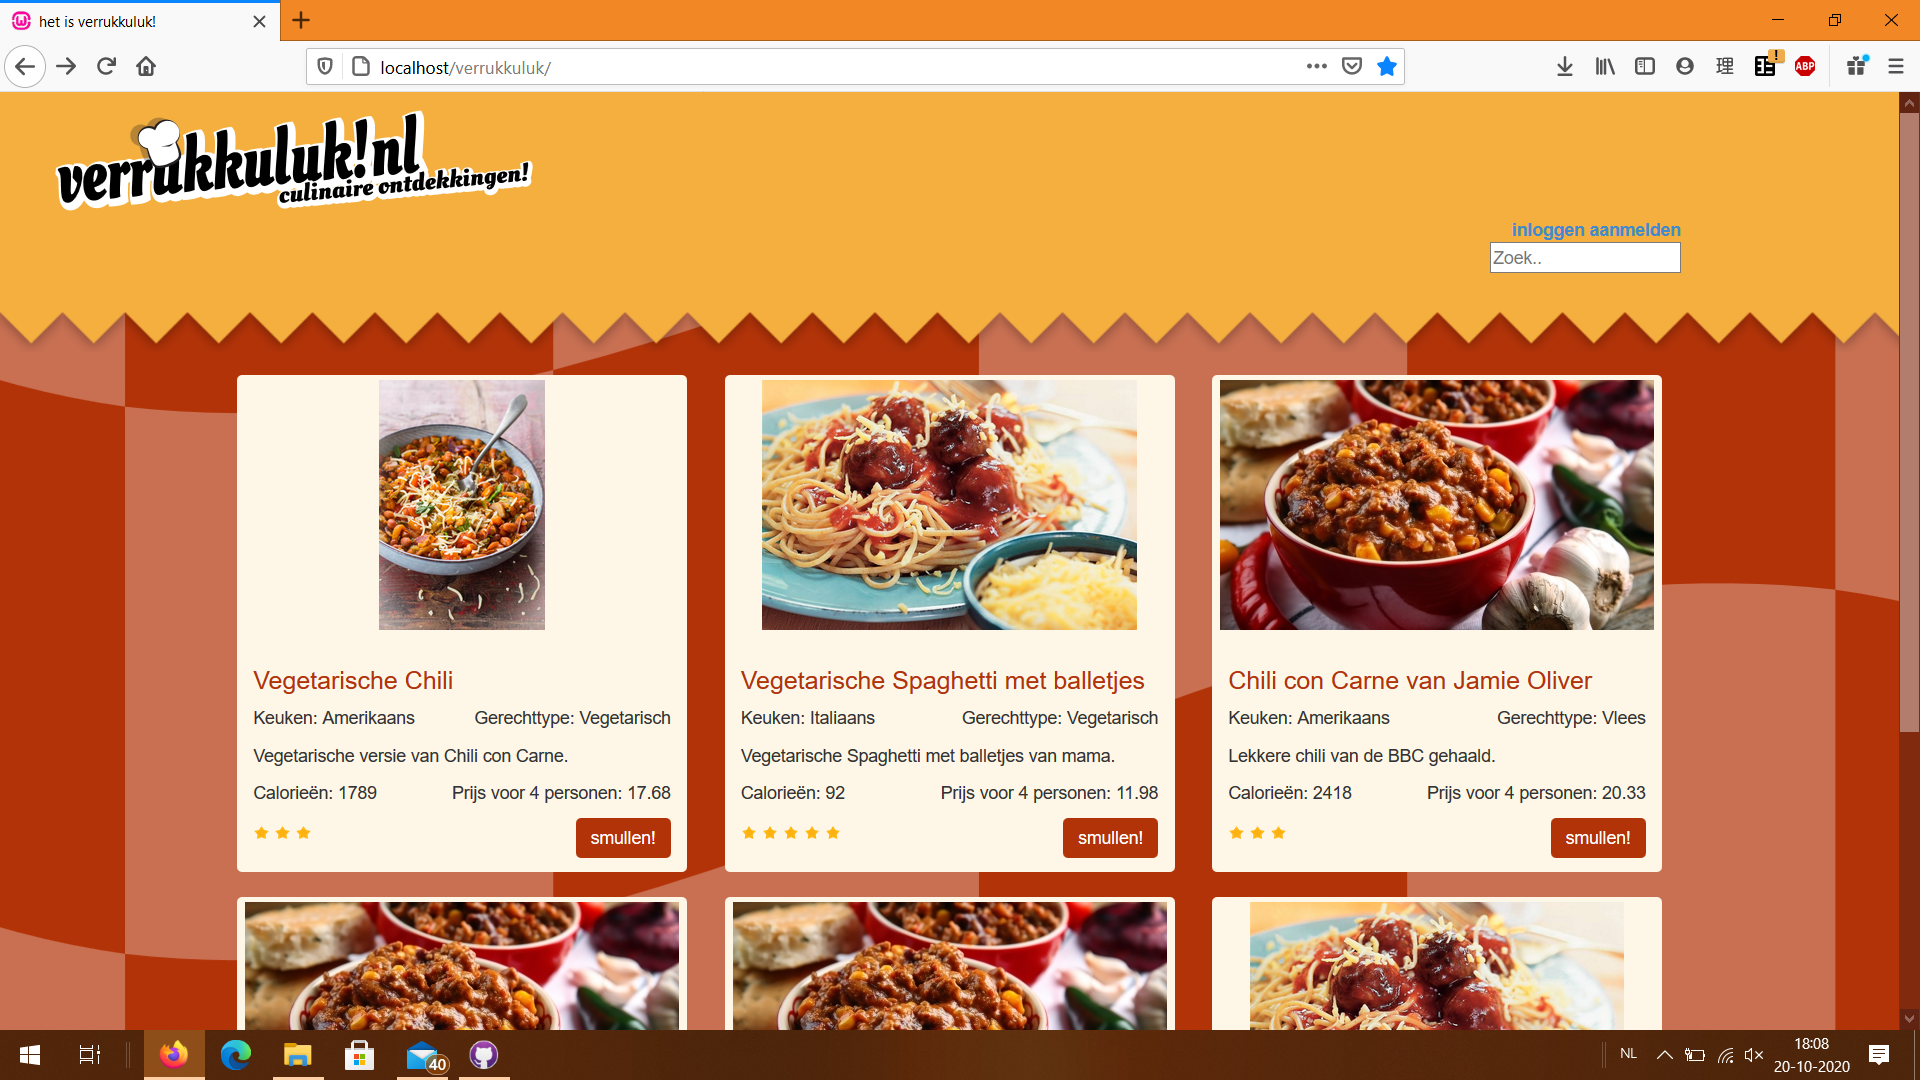 het is verrukkuluk!
localhost/verrukkuluk/
理
!
ABP
verrukkuluk!nl
culinaire ontdekkingen!
inloggen aanmelden
Zoek..
Vegetarische Chili
Keuken: Amerikaans Gerechttype: Vegetarisch
Vegetarische versie van Chili con Carne.
Calorieën: 1789 Prijs voor 4 personen: 17.68
smullen!
Vegetarische Spaghetti met balletjes
Keuken: Italiaans Gerechttype: Vegetarisch
Vegetarische Spaghetti met balletjes van mama.
Calorieën: 92 Prijs voor 4 personen: 11.98
smullen!
Chili con Carne van Jamie Oliver
Keuken: Amerikaans Gerechttype: Vlees
Lekkere chili van de BBC gehaald.
Calorieën: 2418 Prijs voor 4 personen: 20.33
smullen!
40
NL
18:08
20-10-2020